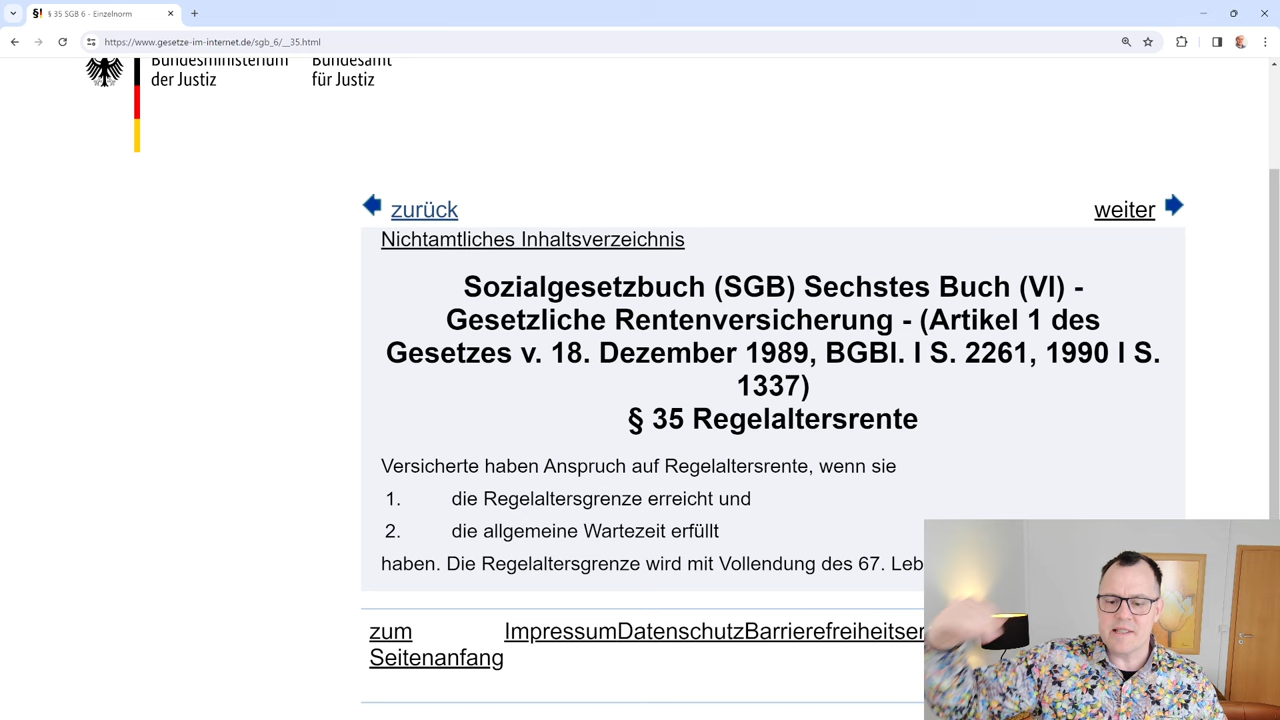 § 35 SGB 6 - Einzelnorm
https://www.gesetze-im-internet.de/sgb_6/__35.html
Bundesministerium
der Justiz
Bundesamt
für Justiz
zurück
weiter
Nichtamtliches Inhaltsverzeichnis
Sozialgesetzbuch (SGB) Sechstes Buch (VI) -
Gesetzliche Rentenversicherung - (Artikel 1 des
Gesetzes v. 18. Dezember 1989, BGBl. I S. 2261, 1990 I S.
1337)
§ 35 Regelaltersrente
Versicherte haben Anspruch auf Regelaltersrente, wenn sie
1. die Regelaltersgrenze erreicht und
2. die allgemeine Wartezeit erfüllt
haben. Die Regelaltersgrenze wird mit Vollendung des 67.
zum
Seitenanfang
Impressum
Datenschutz